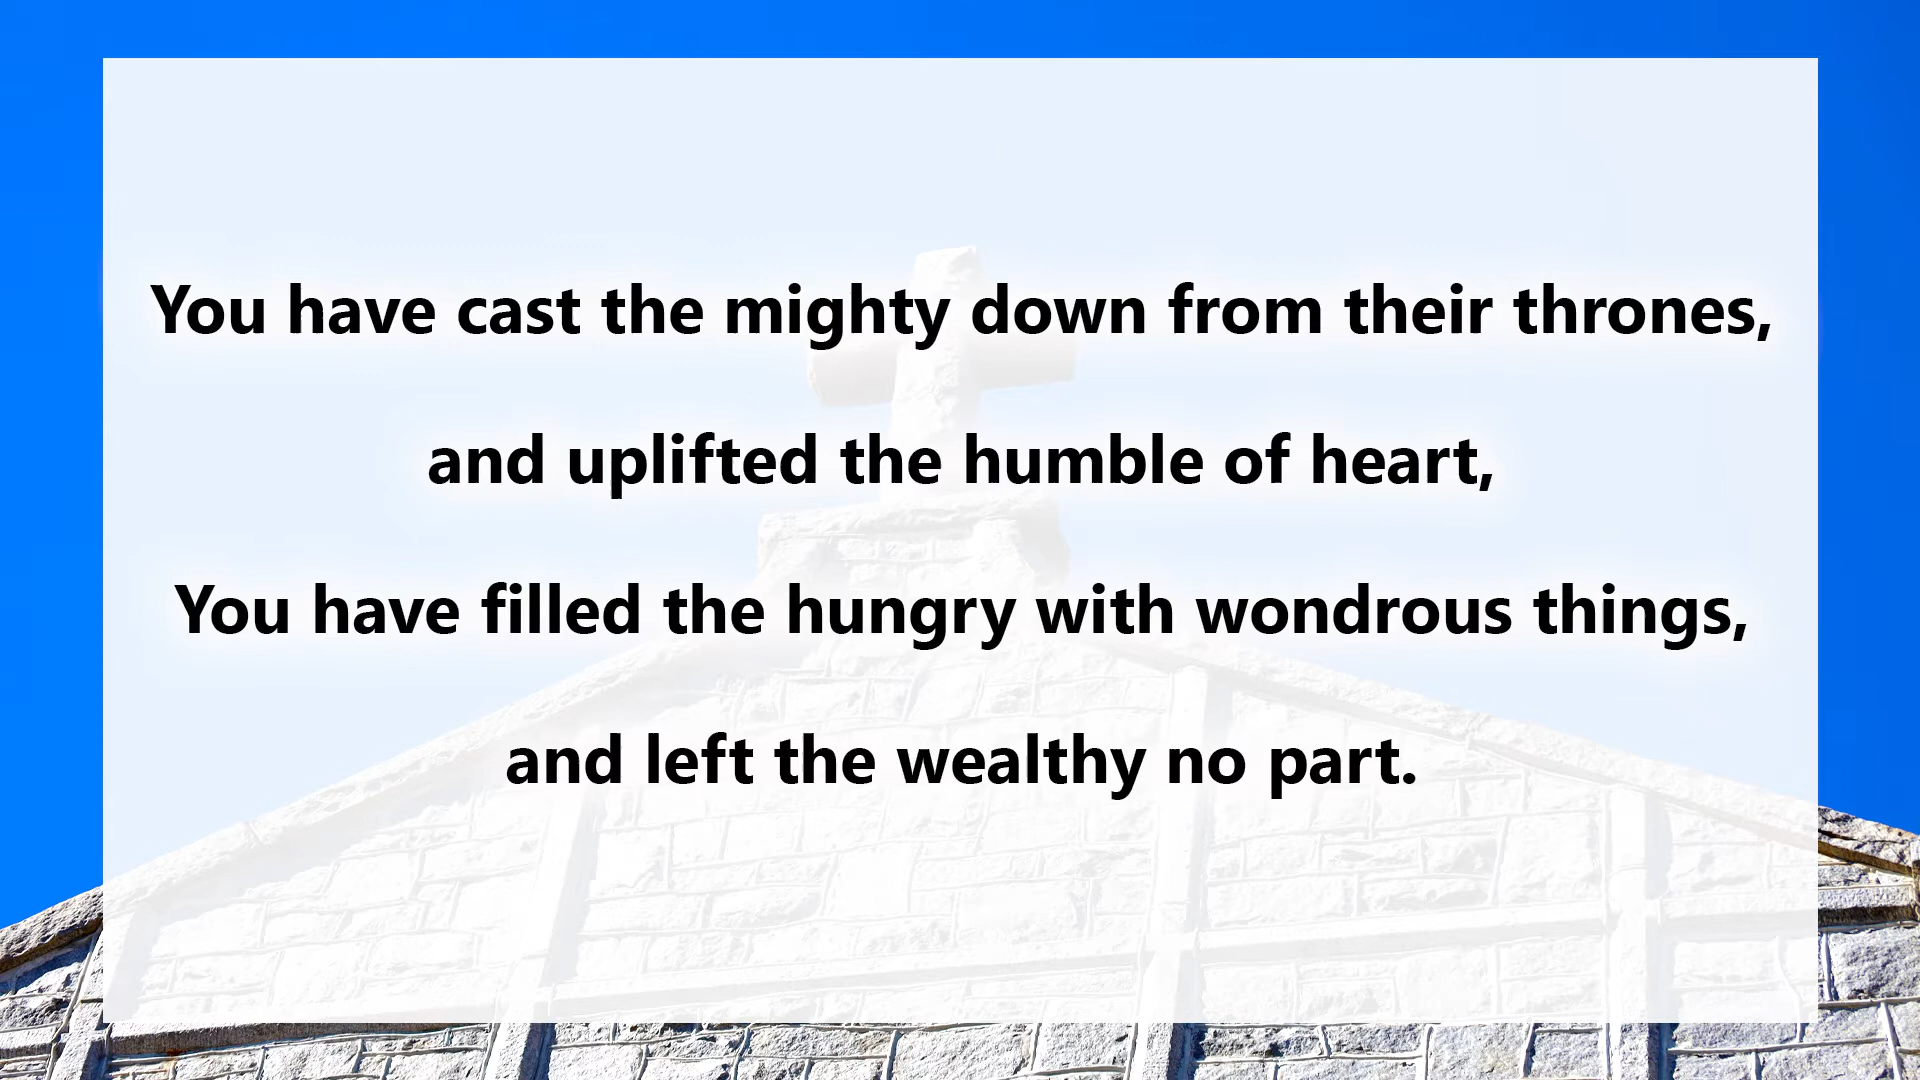 You have cast the mighty down from their thrones,
and uplifted the humble of heart,
You have filled the hungry with wondrous things,
and left the wealthy no part.